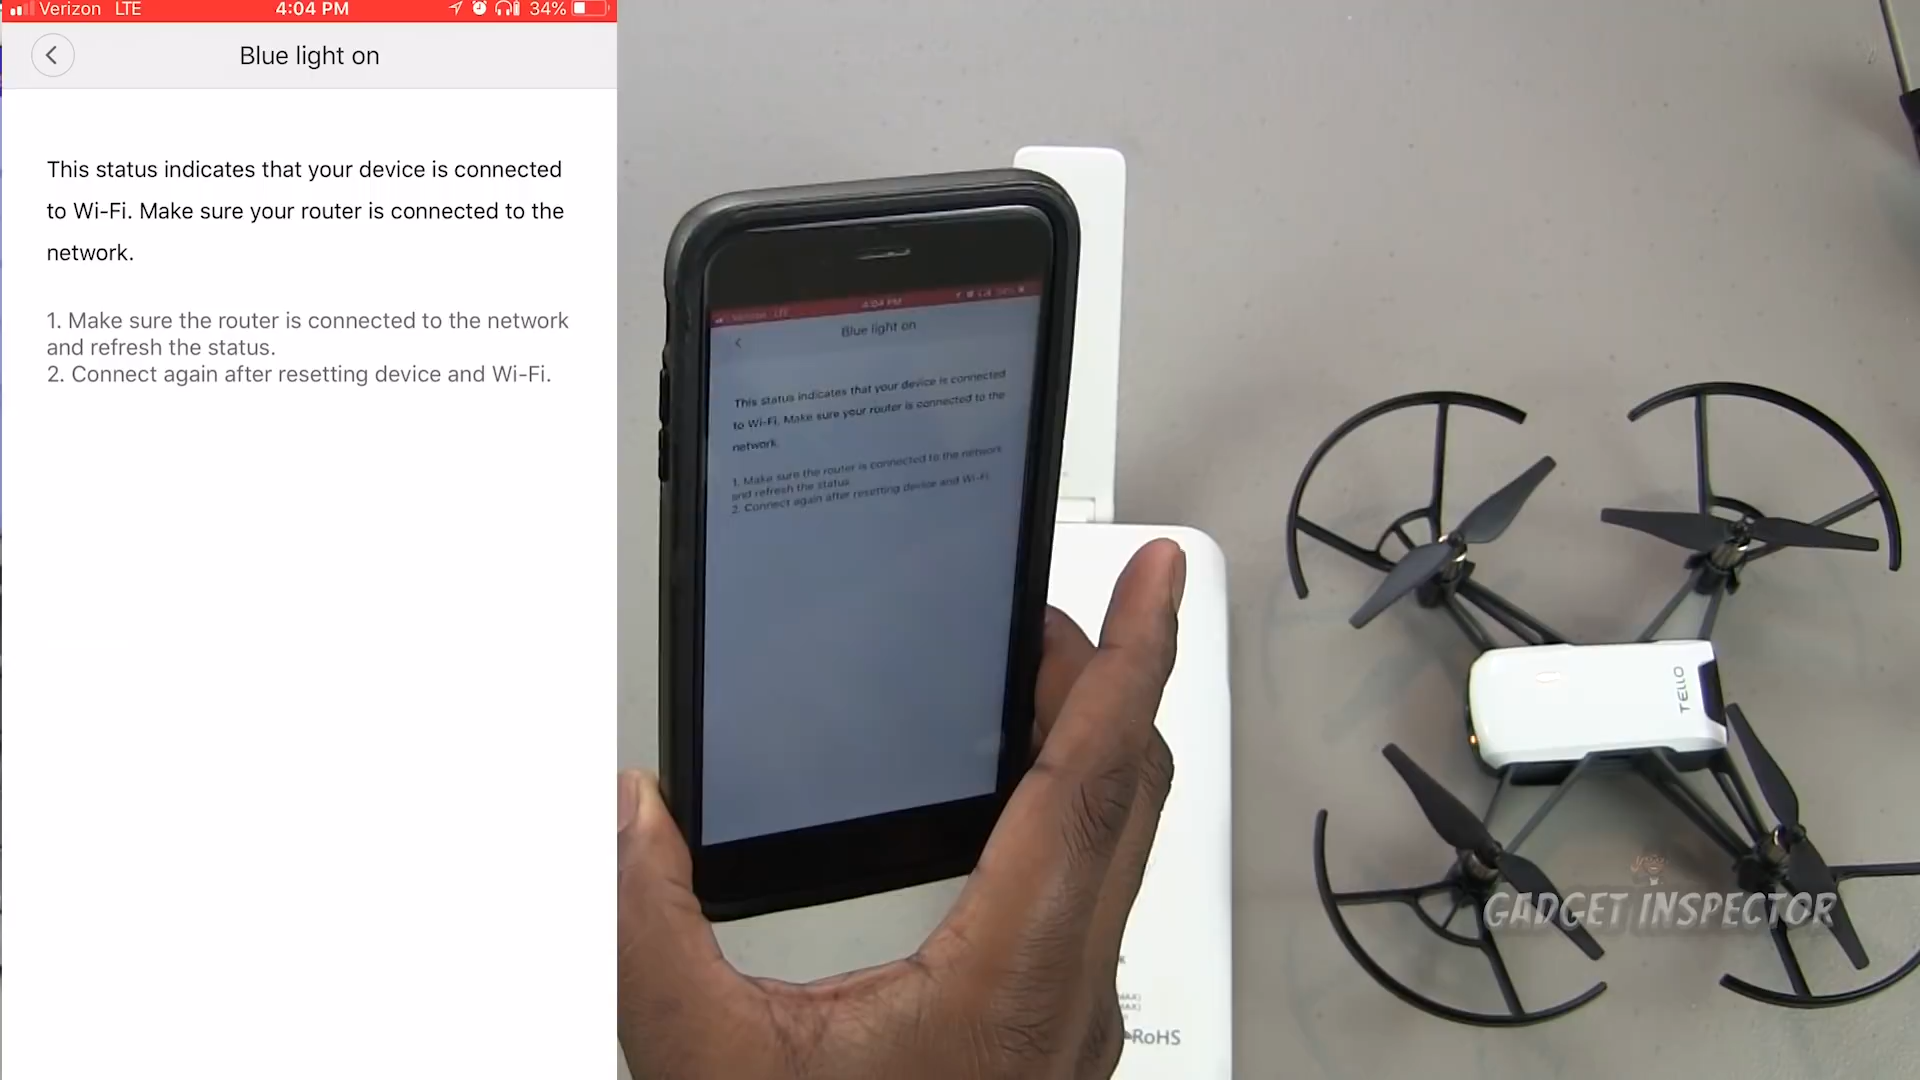 Verizon LTE 4:04 PM 34%
Blue light on
This status indicates that your device is connected
to Wi-Fi. Make sure your router is connected to the
network.
1. Make sure the router is connected to the network
and refresh the status.
2. Connect again after resetting device and Wi-Fi.
Verizon LTE 4:04 PM
Blue light on
This status indicates that your device is connected
to Wi-Fi. Make sure your router is connected to the
network.
1. Make sure the router is connected to the network
and refresh the status.
2. Connect again after resetting device and Wi-Fi.
TELLO
GADGET INSPECTOR
RoHS